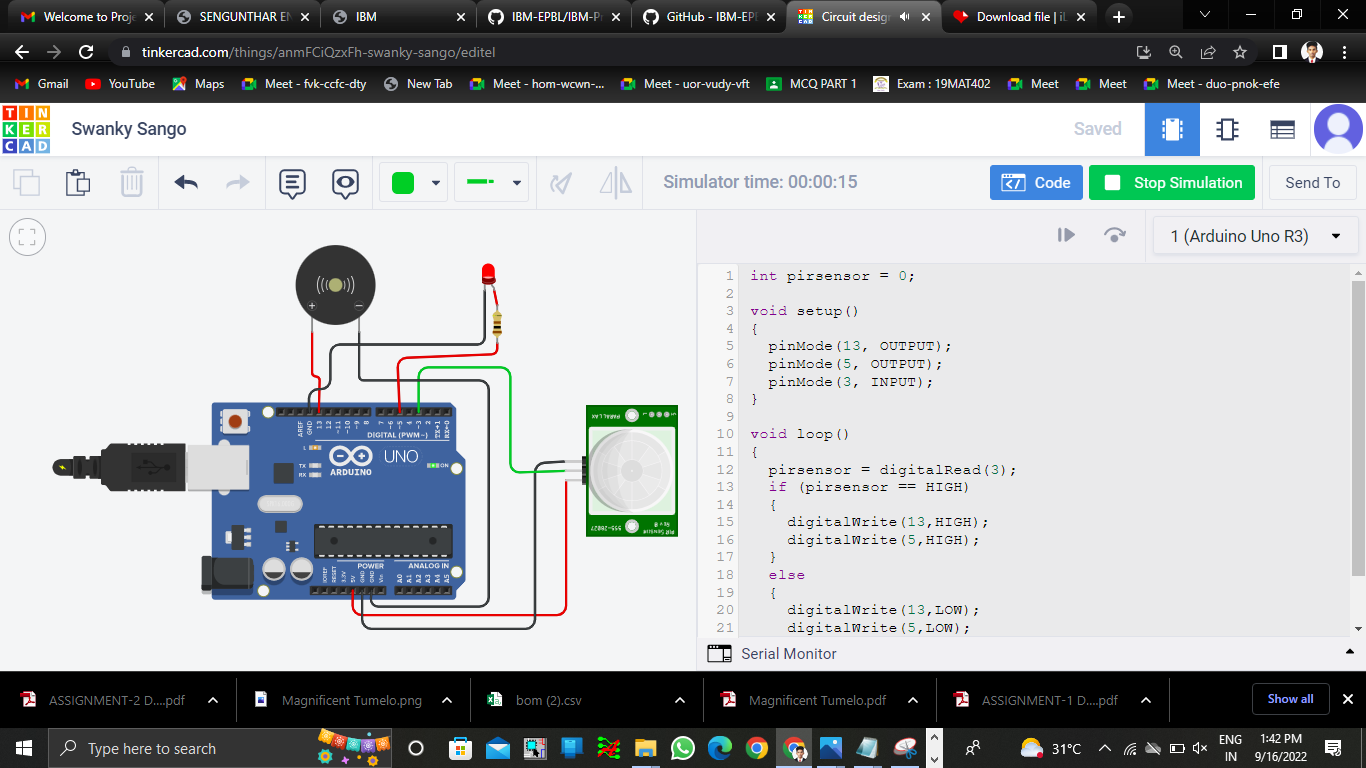 Welcome to Proje
SENGUNTHAR EN
IBM
IBM-EPBL/IBM-Pr
GitHub - IBM-EPB
Circuit design
Download file | iL
tinkercad.com/things/anmFCiQzxFh-swanky-sango/editel
Gmail
YouTube
Maps
Meet - fvk-ccfc-dty
New Tab
Meet - hom-wcwn-...
Meet - uor-vudy-vft
MCQ PART 1
Exam : 19MAT402
Meet
Meet
Meet - duo-pnok-efe
TIN
KER
CAD
Swanky Sango
Saved
Simulator time: 00:00:15
Code
Stop Simulation
Send To
1 (Arduino Uno R3)
1 int pirsensor = 0;
2
3 void setup()
4 {
5 pinMode(13, OUTPUT);
6 pinMode(5, OUTPUT);
7 pinMode(3, INPUT);
8 }
9
10 void loop()
11 {
12 pirsensor = digitalRead(3);
13 if (pirsensor == HIGH)
14 {
15 digitalWrite(13,HIGH);
16 digitalWrite(5,HIGH);
17 }
18 else
19 {
20 digitalWrite(13,LOW);
21 digitalWrite(5,LOW);
AREF
GND
13
12
~11
~10
~9
8
7
~6
~5
4
~3
2
TX→1
RX←0
DIGITAL (PWM~)
L
TX
RX
UNO
ARDUINO
ON
POWER
ANALOG IN
IOREF
RESET
3.3V
5V
GND
GND
Vin
A0
A1
A2
A3
A4
A5
PARALLAX
PIR Sensor
Rev B
555-28027
Serial Monitor
ASSIGNMENT-2 D....pdf
Magnificent Tumelo.png
bom (2).csv
Magnificent Tumelo.pdf
ASSIGNMENT-1 D....pdf
Show all
Type here to search
31°C
ENG
IN
1:42 PM
9/16/2022